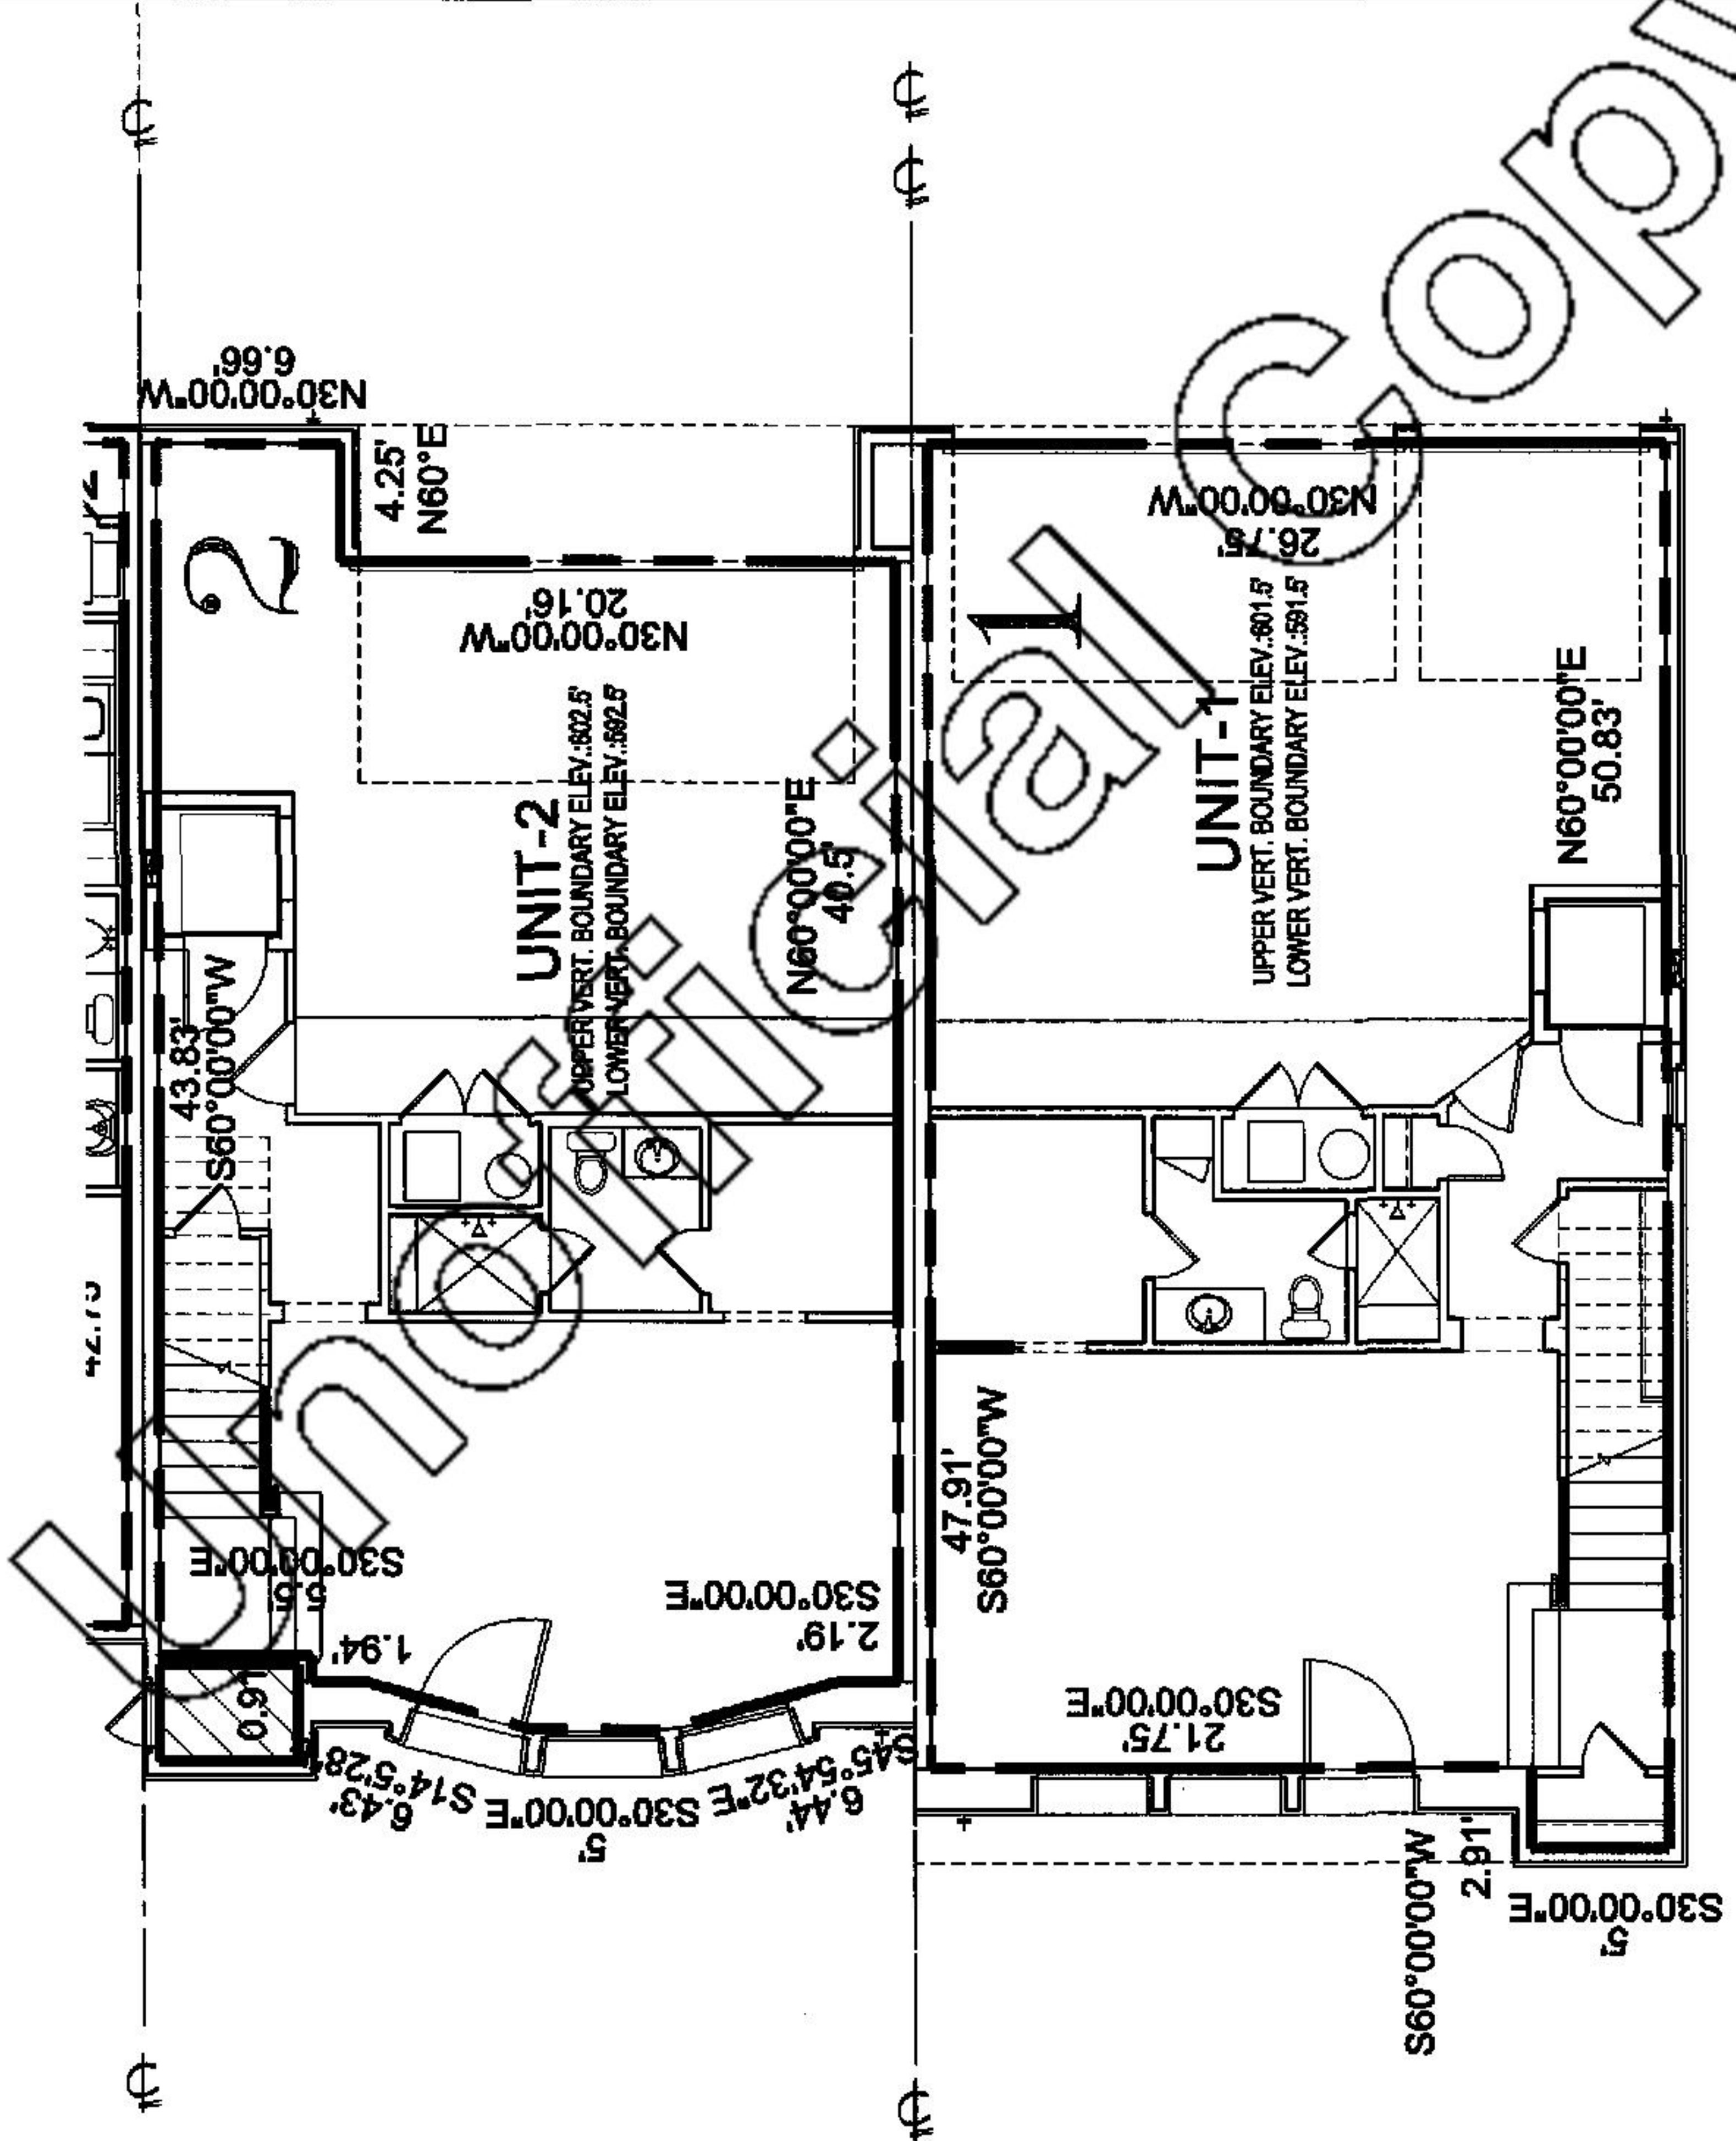 N30°00'00"W
6.66'
4.25'
N60°E
2
20.16'
N30°00'00"W
N30°00'00"W
26.75'
1
UNIT-2
UPPER VERT. BOUNDARY ELEV.:602.5'
LOWER VERT. BOUNDARY ELEV.:592.5'
UNIT-1
UPPER VERT. BOUNDARY ELEV.:601.5'
LOWER VERT. BOUNDARY ELEV.:591.5'
N60°00'00"E
40.5'
N60°00'00"E
50.83'
43.83'
S60°00'00"W
47.91'
S60°00'00"W
S30°00'00"E
5.5'
1.94'
S30°00'00"E
2.19'
0.91
S30°00'00"E
21.75'
S14°5'28"
6.43'
S30°00'00"E
5'
S45°54'32"E
6.44'
S60°00'00"W
2.91'
S30°00'00"E
5'
Unofficial Cop